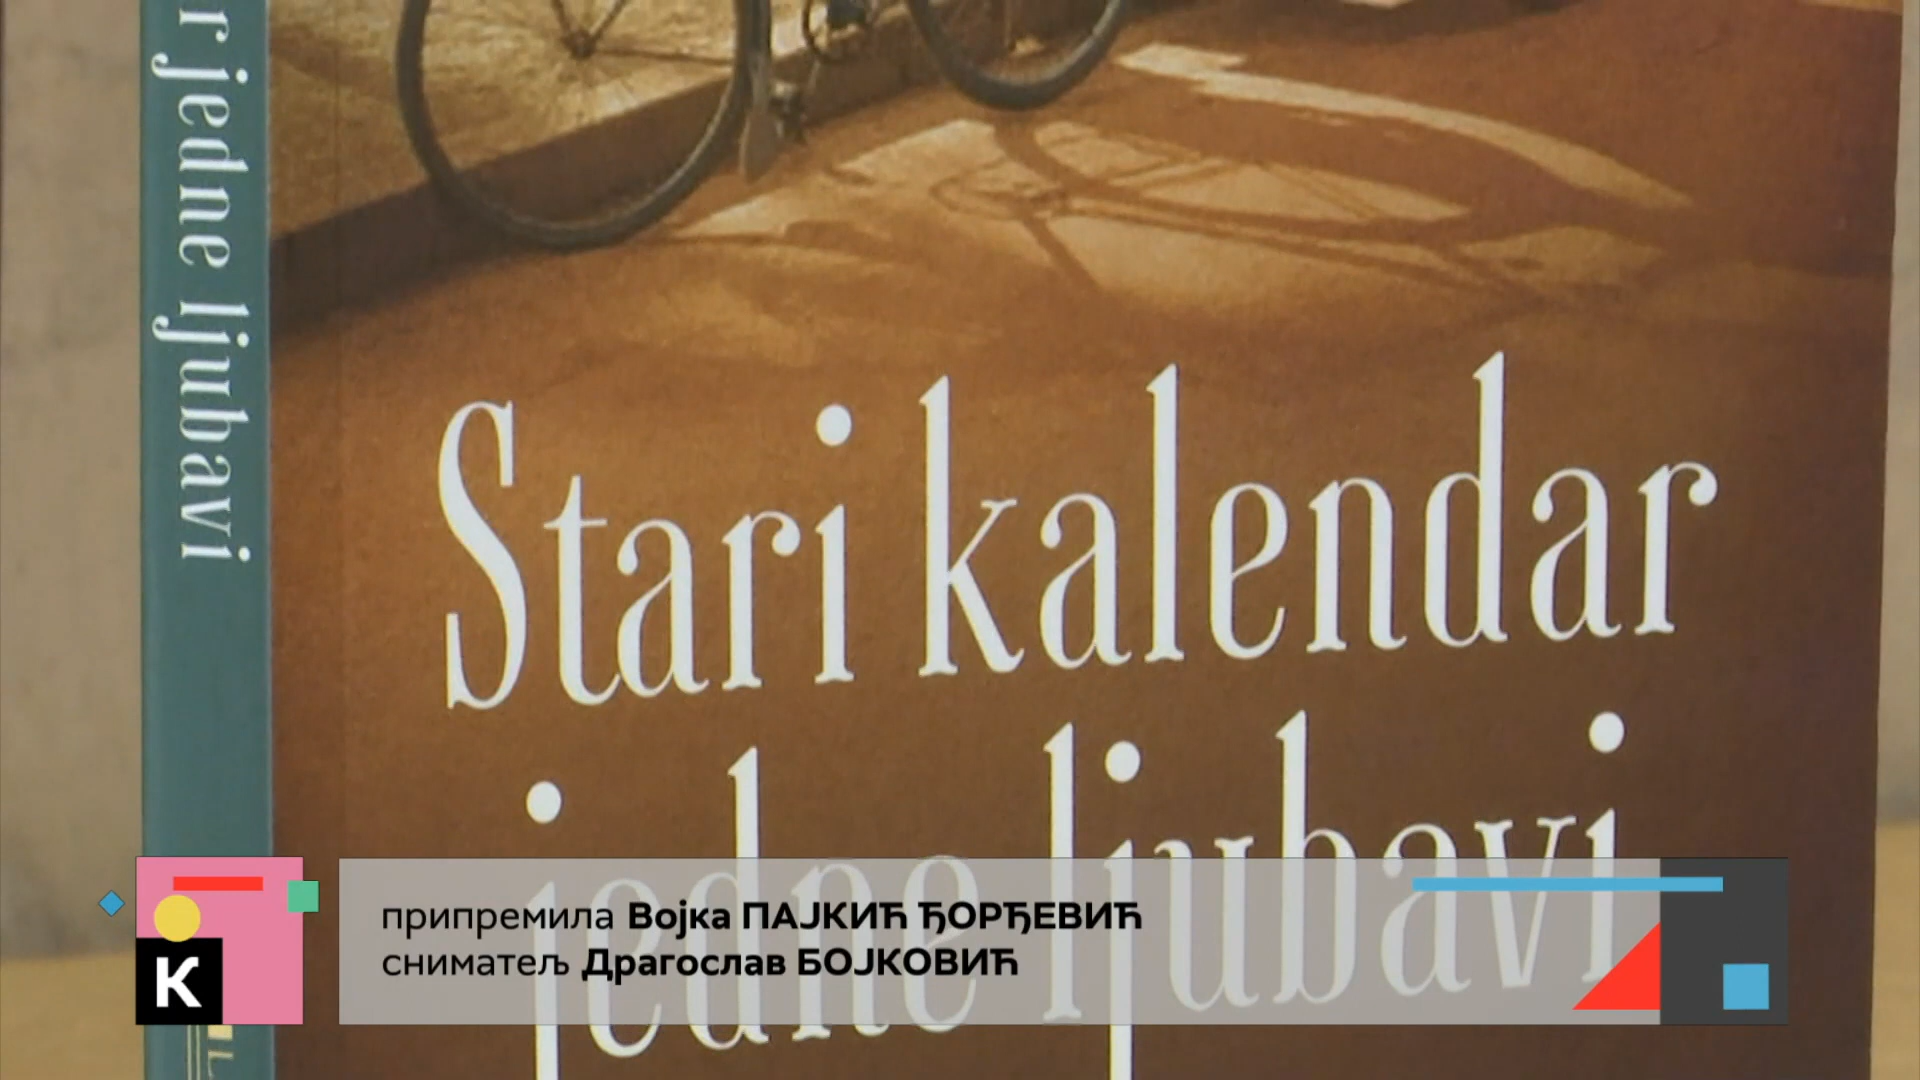 r jedne ljubavi
Stari kalendar
jedne ljubavi
припремила Војка ПАЈКИЋ ЂОРЂЕВИЋ
сниматељ Драгослав БОЈКОВИЋ
К